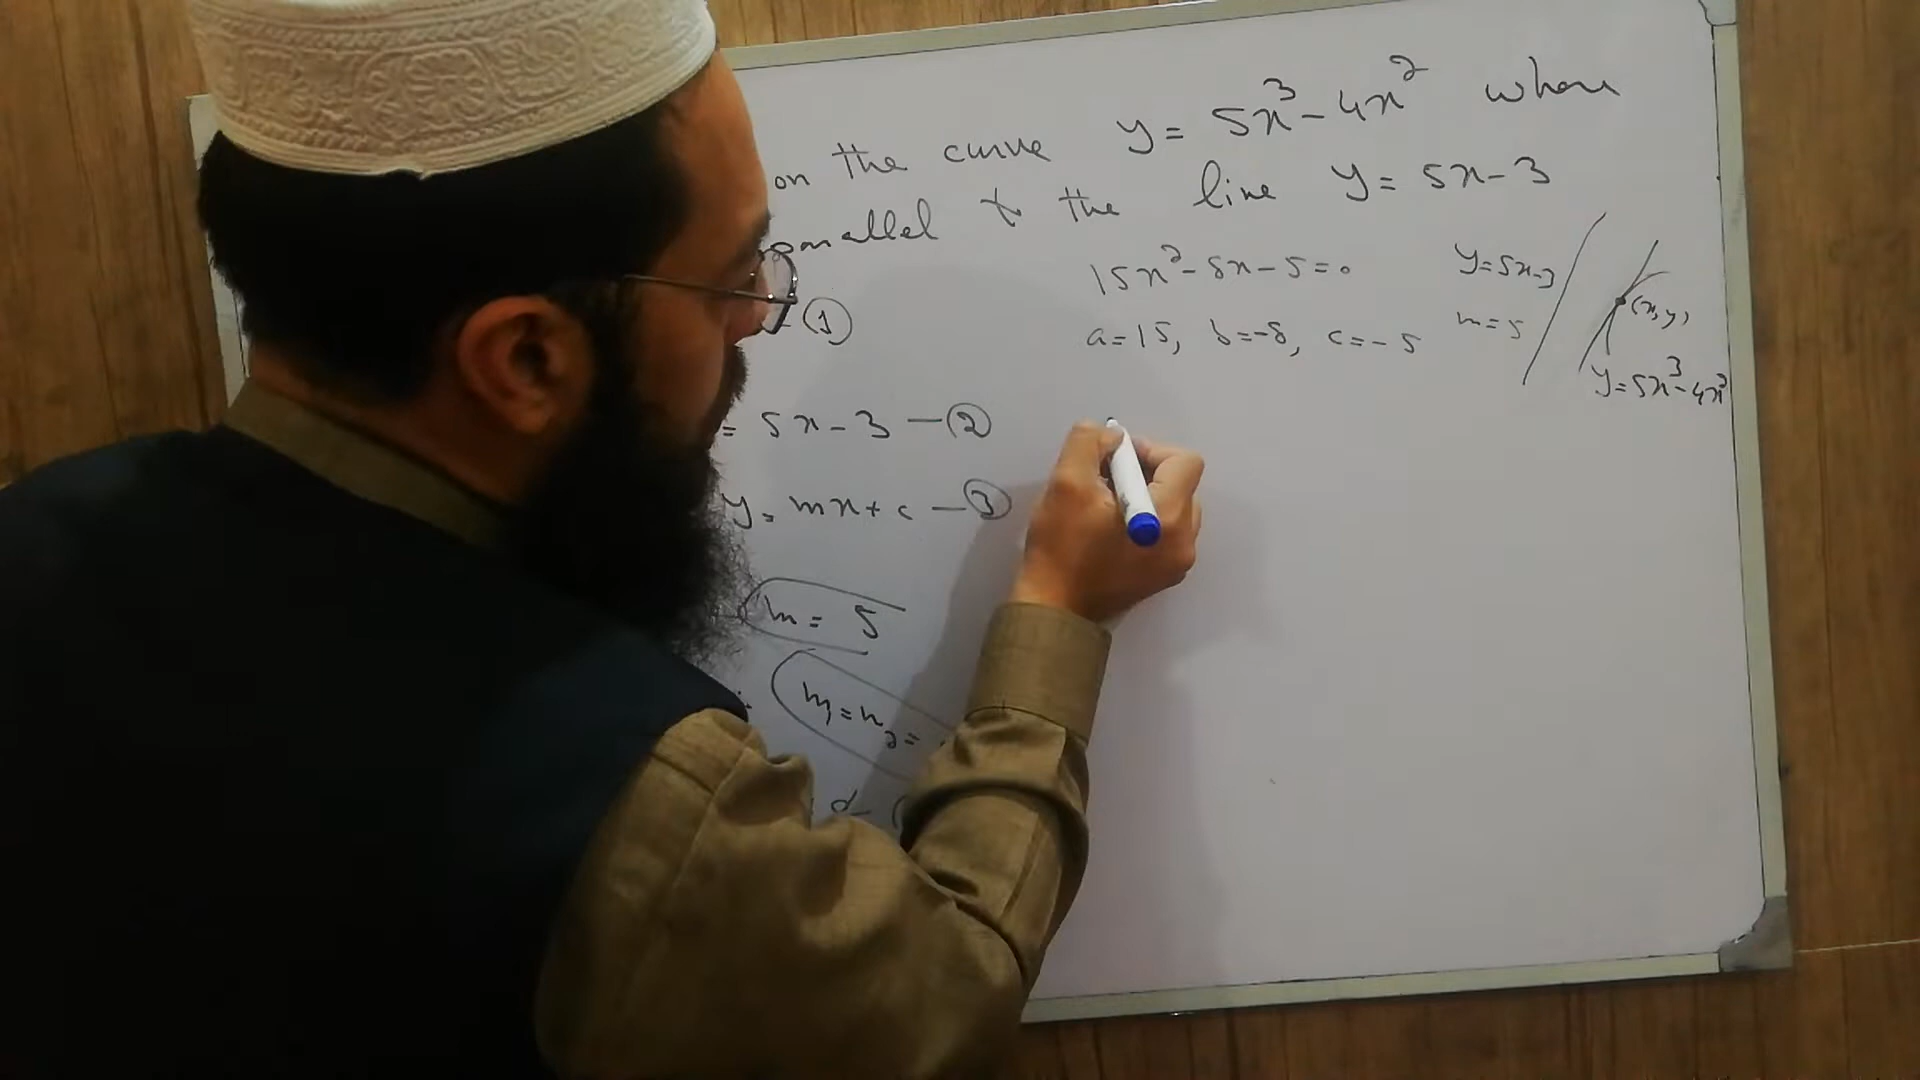 on the curve y = 5x³ - 4x² where
parallel to the line y = 5x - 3
- ①
= 5x - 3 - ②
y = mx + c - ③
m = 5
15x² - 8x - 5 = 0
a = 15, b = -8, c = -5
y = 5x - 3
m = 5
(x, y)
y = 5x³ - 4x²